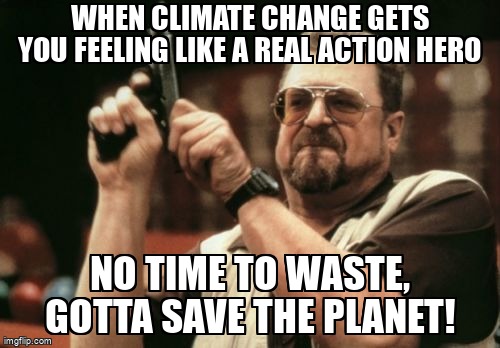 WHEN CLIMATE CHANGE GETS
YOU FEELING LIKE A REAL ACTION HERO
NO TIME TO WASTE,
GOTTA SAVE THE PLANET!
imgflip.com